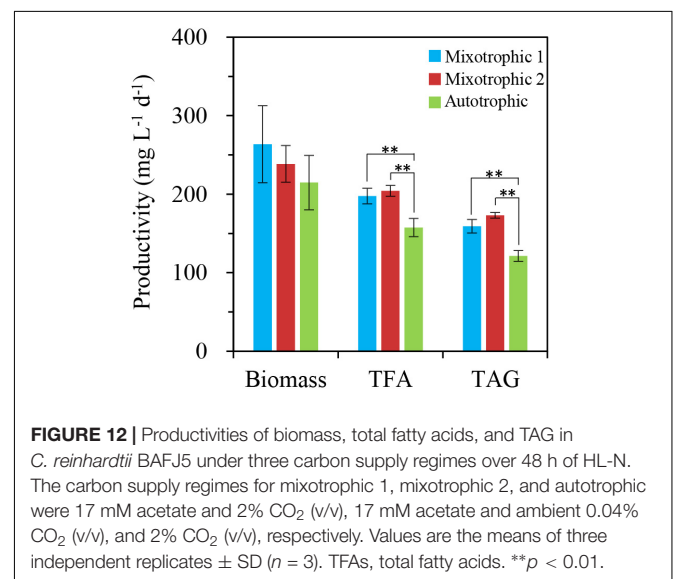 400
300
200
100
0
Productivity (mg L⁻¹ d⁻¹)
Mixotrophic 1
Mixotrophic 2
Autotrophic
**
**
**
**
Biomass TFA TAG
FIGURE 12 | Productivities of biomass, total fatty acids, and TAG in
C. reinhardtii BAFJ5 under three carbon supply regimes over 48 h of HL-N.
The carbon supply regimes for mixotrophic 1, mixotrophic 2, and autotrophic
were 17 mM acetate and 2% CO₂ (v/v), 17 mM acetate and ambient 0.04%
CO₂ (v/v), and 2% CO₂ (v/v), respectively. Values are the means of three
independent replicates ± SD (n = 3). TFAs, total fatty acids. **p < 0.01.